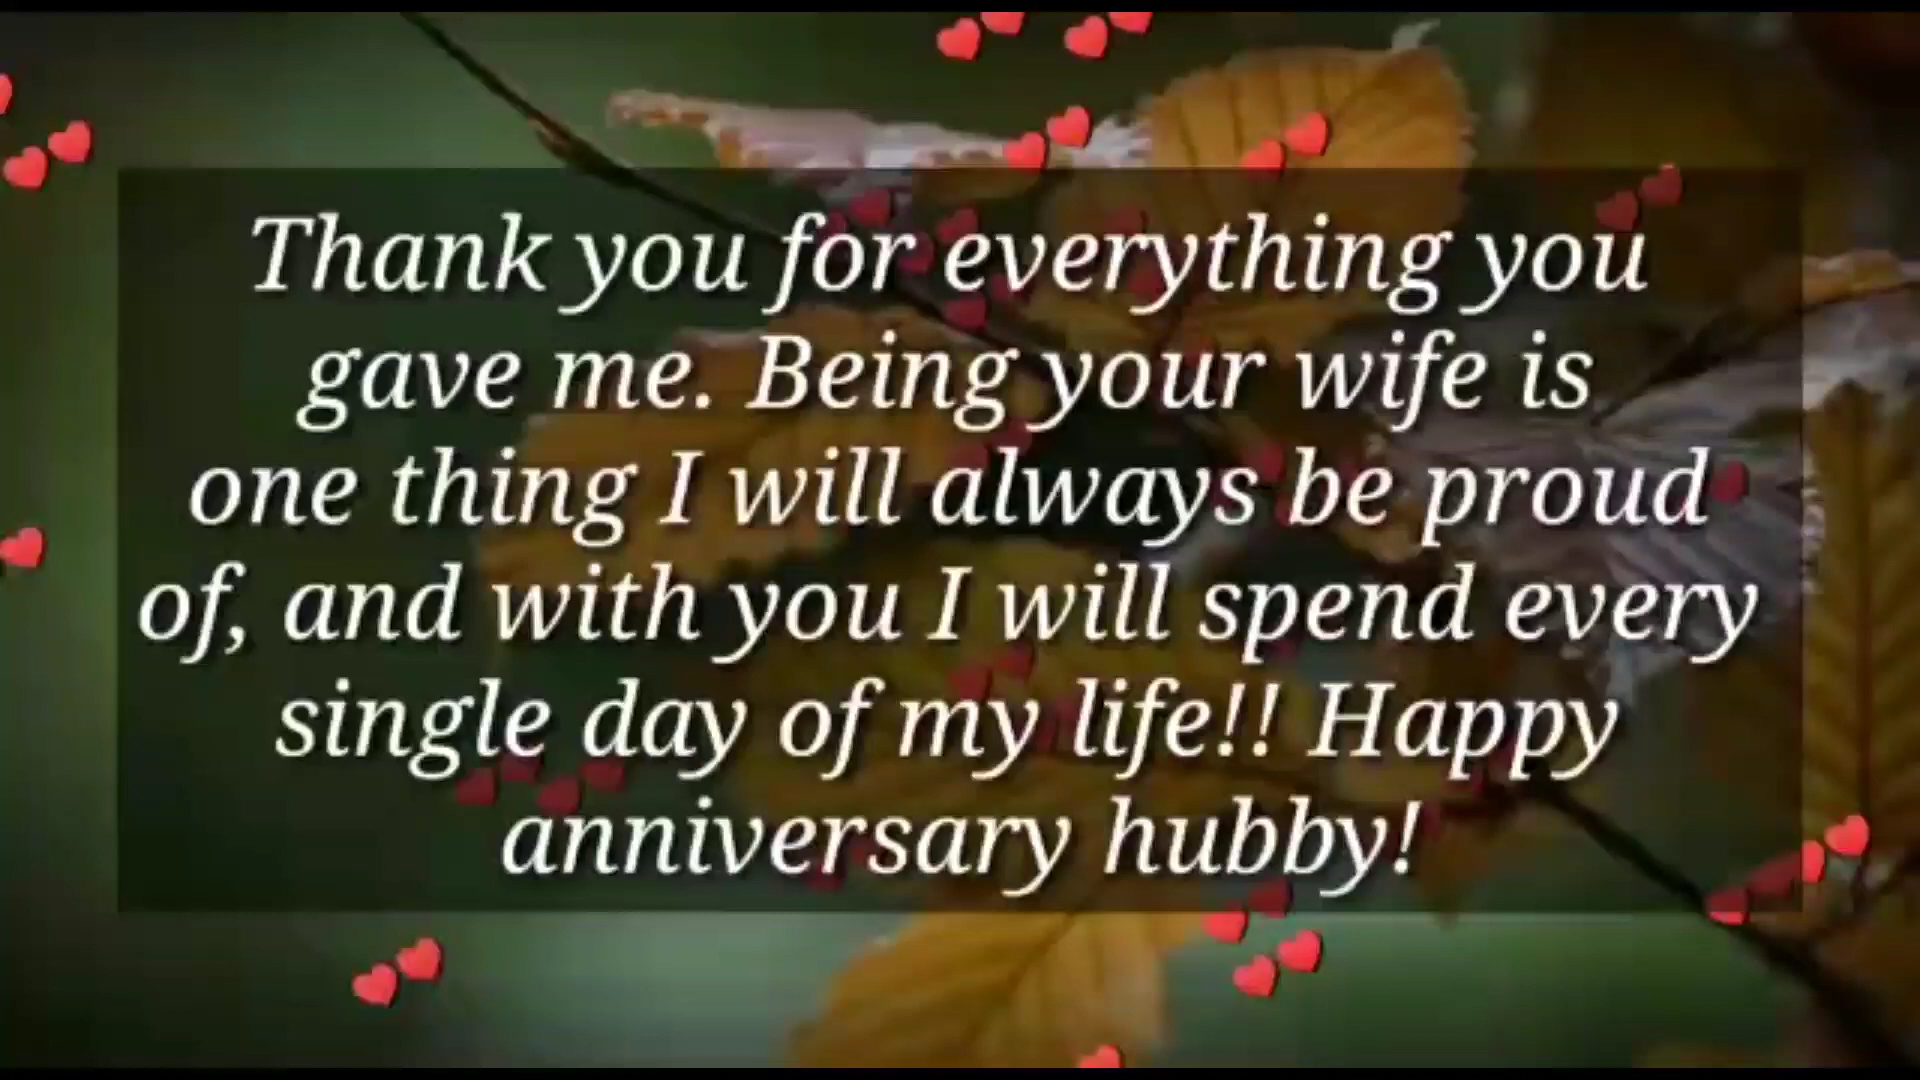 Thank you for everything you
gave me. Being your wife is
one thing I will always be proud
of, and with you I will spend every
single day of my life!! Happy
anniversary hubby!